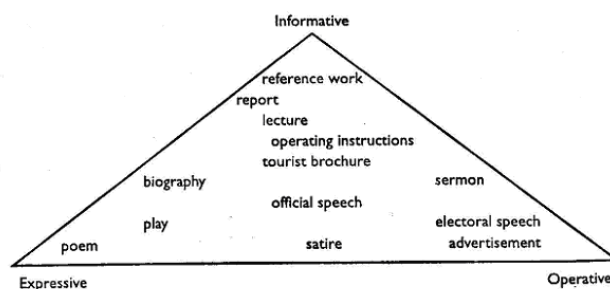 Informative
reference work
report
lecture
operating instructions
tourist brochure
biography
sermon
official speech
play
electoral speech
poem
satire
advertisement
Expressive
Operative